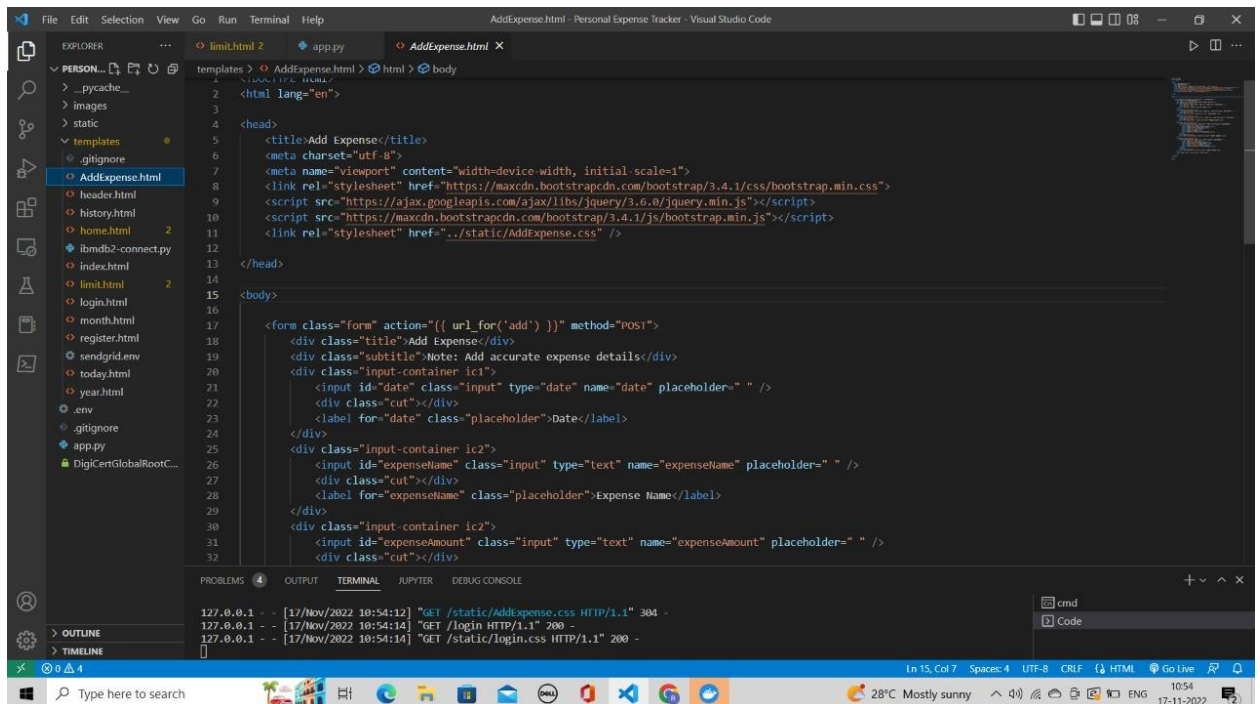 File Edit Selection View Go Run Terminal Help
AddExpense.html - Personal Expense Tracker - Visual Studio Code
EXPLORER
limit.html 2
app.py
AddExpense.html
PERSON...
templates > AddExpense.html > html > body
__pycache__
images
static
templates
.gitignore
AddExpense.html
header.html
history.html
home.html 2
ibmdb2-connect.py
index.html
limit.html 2
login.html
month.html
register.html
sendgrid.env
today.html
year.html
.env
.gitignore
app.py
DigiCertGlobalRootC...
OUTLINE
TIMELINE
1 <!DOCTYPE html>
2 <html lang="en">
3
4 <head>
5 <title>Add Expense</title>
6 <meta charset="utf-8">
7 <meta name="viewport" content="width=device-width, initial-scale=1">
8 <link rel="stylesheet" href="https://maxcdn.bootstrapcdn.com/bootstrap/3.4.1/css/bootstrap.min.css">
9 <script src="https://ajax.googleapis.com/ajax/libs/jquery/3.6.0/jquery.min.js"></script>
10 <script src="https://maxcdn.bootstrapcdn.com/bootstrap/3.4.1/js/bootstrap.min.js"></script>
11 <link rel="stylesheet" href="../static/AddExpense.css" />
12
13 </head>
14
15 <body>
16
17 <form class="form" action="{{ url_for('add') }}" method="POST">
18 <div class="title">Add Expense</div>
19 <div class="subtitle">Note: Add accurate expense details</div>
20 <div class="input-container ic1">
21 <input id="date" class="input" type="date" name="date" placeholder=" " />
22 <div class="cut"></div>
23 <label for="date" class="placeholder">Date</label>
24 </div>
25 <div class="input-container ic2">
26 <input id="expenseName" class="input" type="text" name="expenseName" placeholder=" " />
27 <div class="cut"></div>
28 <label for="expenseName" class="placeholder">Expense Name</label>
29 </div>
30 <div class="input-container ic2">
31 <input id="expenseAmount" class="input" type="text" name="expenseAmount" placeholder=" " />
32 <div class="cut"></div>
PROBLEMS 4 OUTPUT TERMINAL JUPYTER DEBUG CONSOLE
127.0.0.1 - - [17/Nov/2022 10:54:12] "GET /static/AddExpense.css HTTP/1.1" 304 -
127.0.0.1 - - [17/Nov/2022 10:54:14] "GET /login HTTP/1.1" 200 -
127.0.0.1 - - [17/Nov/2022 10:54:14] "GET /static/login.css HTTP/1.1" 200 -
cmd
Code
0 4
Ln 15, Col 7 Spaces: 4 UTF-8 CRLF HTML Go Live
Type here to search
DELL
28°C Mostly sunny
ENG
10:54
17-11-2022
2